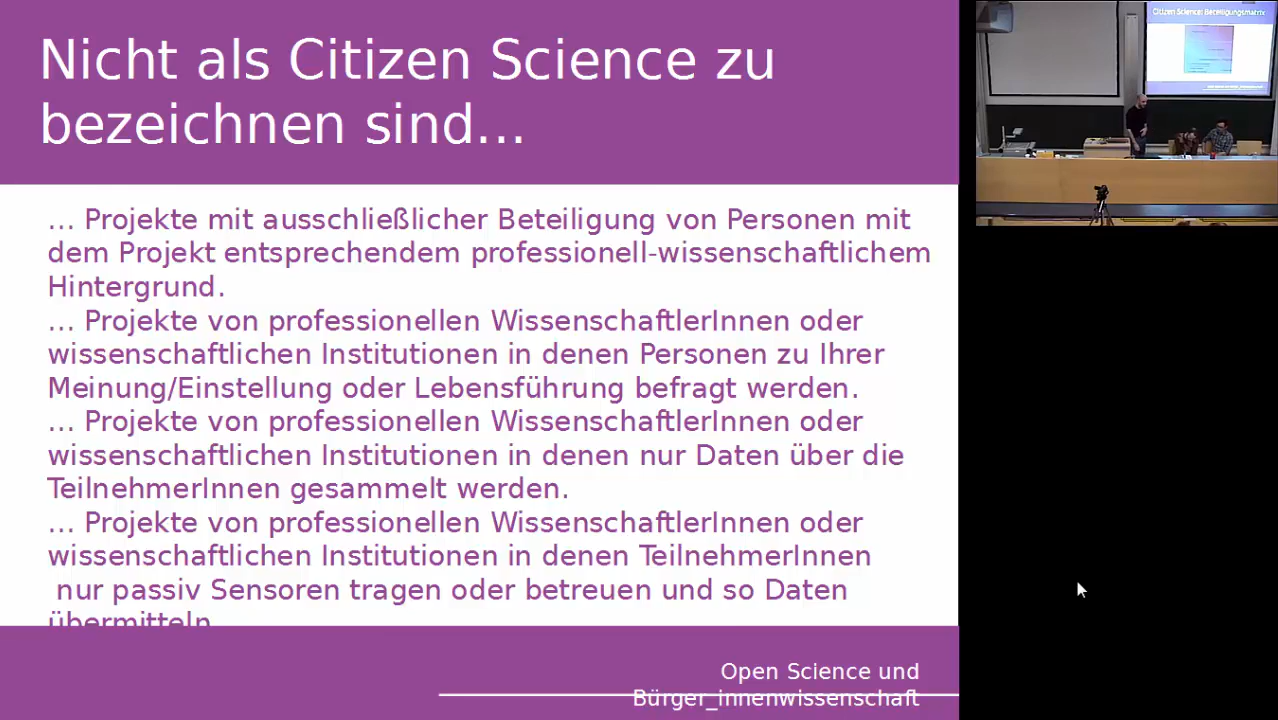 Nicht als Citizen Science zu
bezeichnen sind...
... Projekte mit ausschließlicher Beteiligung von Personen mit
dem Projekt entsprechendem professionell-wissenschaftlichem
Hintergrund.
... Projekte von professionellen WissenschaftlerInnen oder
wissenschaftlichen Institutionen in denen Personen zu Ihrer
Meinung/Einstellung oder Lebensführung befragt werden.
... Projekte von professionellen WissenschaftlerInnen oder
wissenschaftlichen Institutionen in denen nur Daten über die
TeilnehmerInnen gesammelt werden.
... Projekte von professionellen WissenschaftlerInnen oder
wissenschaftlichen Institutionen in denen TeilnehmerInnen
nur passiv Sensoren tragen oder betreuen und so Daten
übermitteln
Open Science und
Bürger_innenwissenschaft
Citizen Science: Beteiligungsmatrix